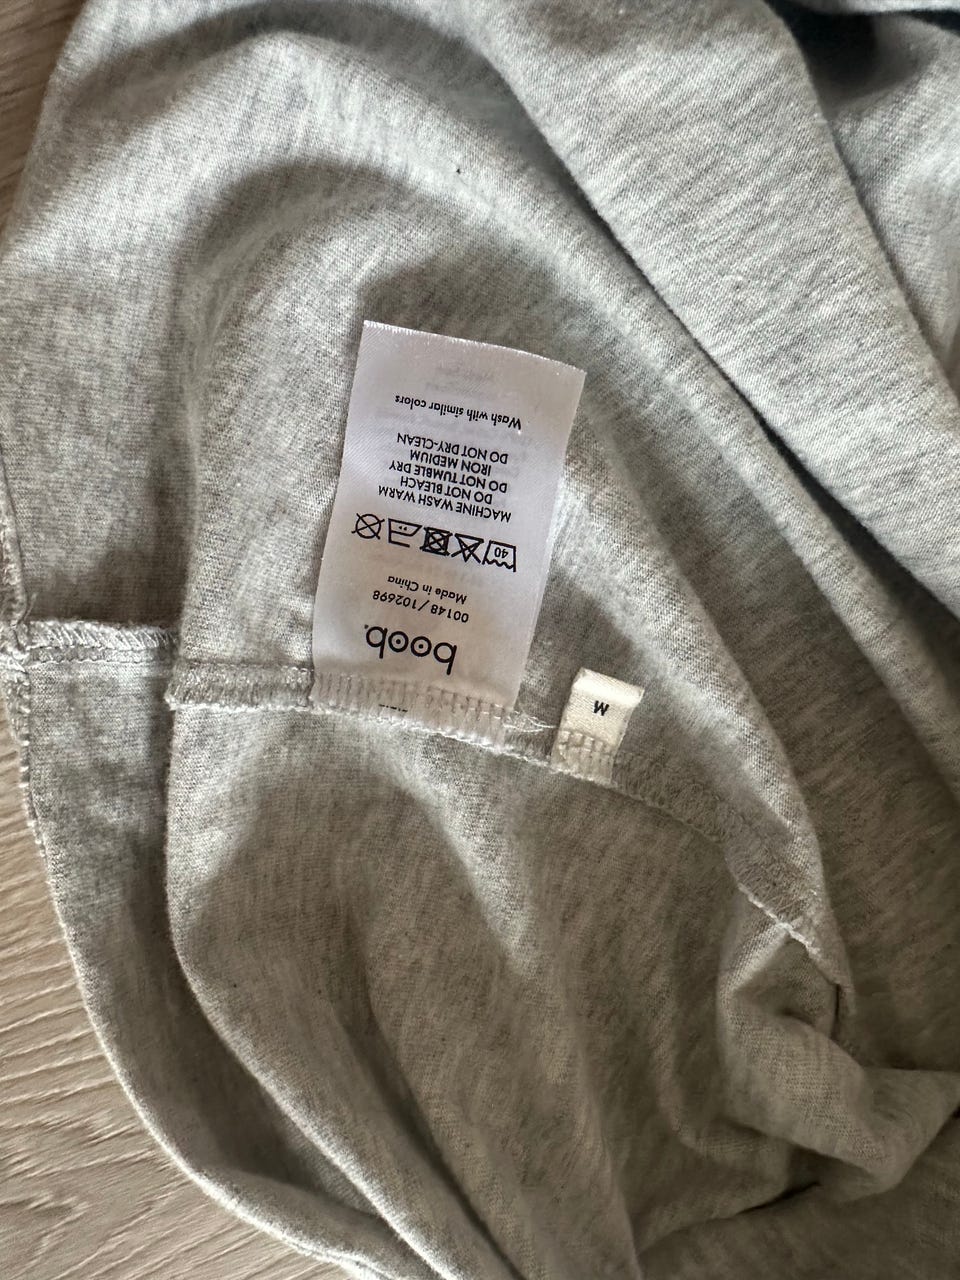 boob®
00148 / 102698
Made in China
40
MACHINE WASH WARM
DO NOT BLEACH
DO NOT TUMBLE DRY
IRON MEDIUM
DO NOT DRY-CLEAN
Wash with similar colors
M